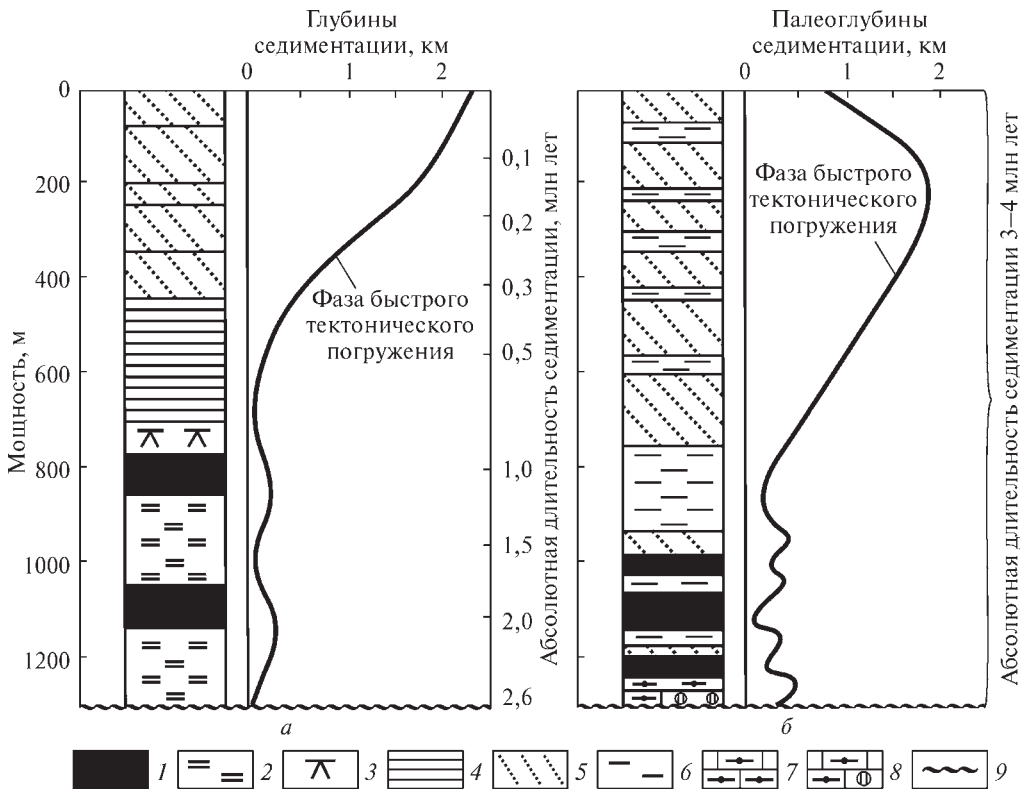 Глубины
седиментации, км
0 1 2
Палеоглубины
седиментации, км
0 1 2
Мощность, м
0
200
400
600
800
1000
1200
Фаза быстрого
тектонического
погружения
0,1
0,2
0,3
0,5
1,0
1,5
2,0
2,6
Абсолютная длительность седиментации, млн лет
Фаза быстрого
тектонического
погружения
Абсолютная длительность седиментации 3–4 млн лет
а
б
1 2 3 4 5 6 7 8 9